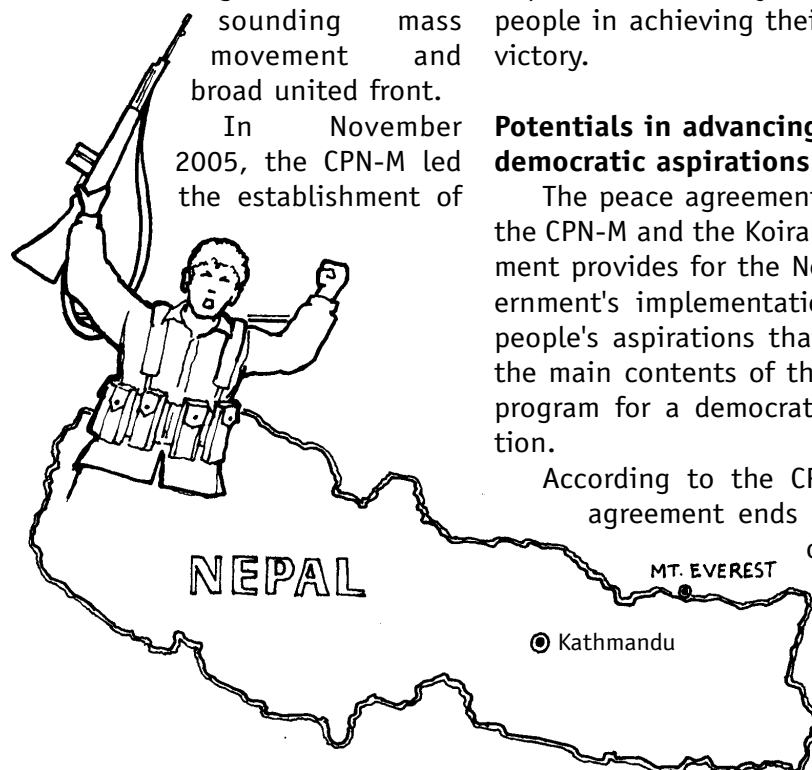 sounding mass
movement and
broad united front.
In November
2005, the CPN-M led
the establishment of
people in achieving their
victory.
Potentials in advancing
democratic aspirations
The peace agreement
the CPN-M and the Koira
ment provides for the Ne
ernment's implementatio
people's aspirations tha
the main contents of th
program for a democrat
tion.
According to the CP
agreement ends
NEPAL
MT. EVEREST
Kathmandu